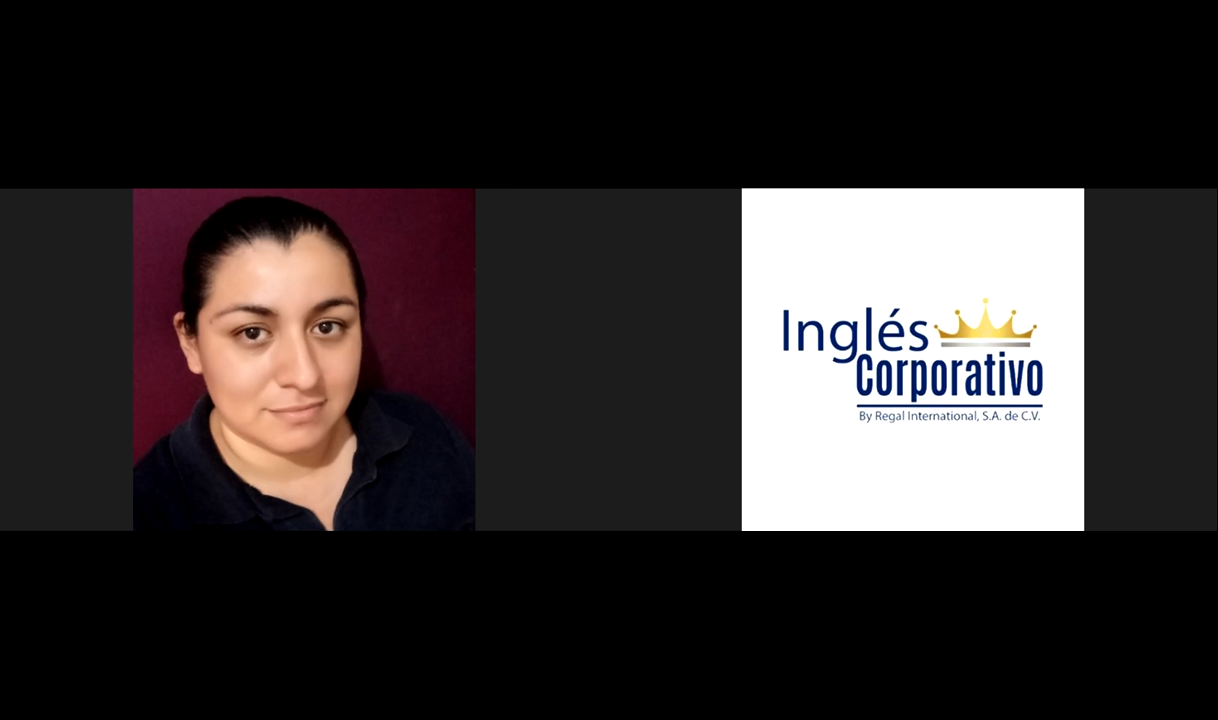 Inglés
Corporativo
By Regal International, S.A. de C.V.